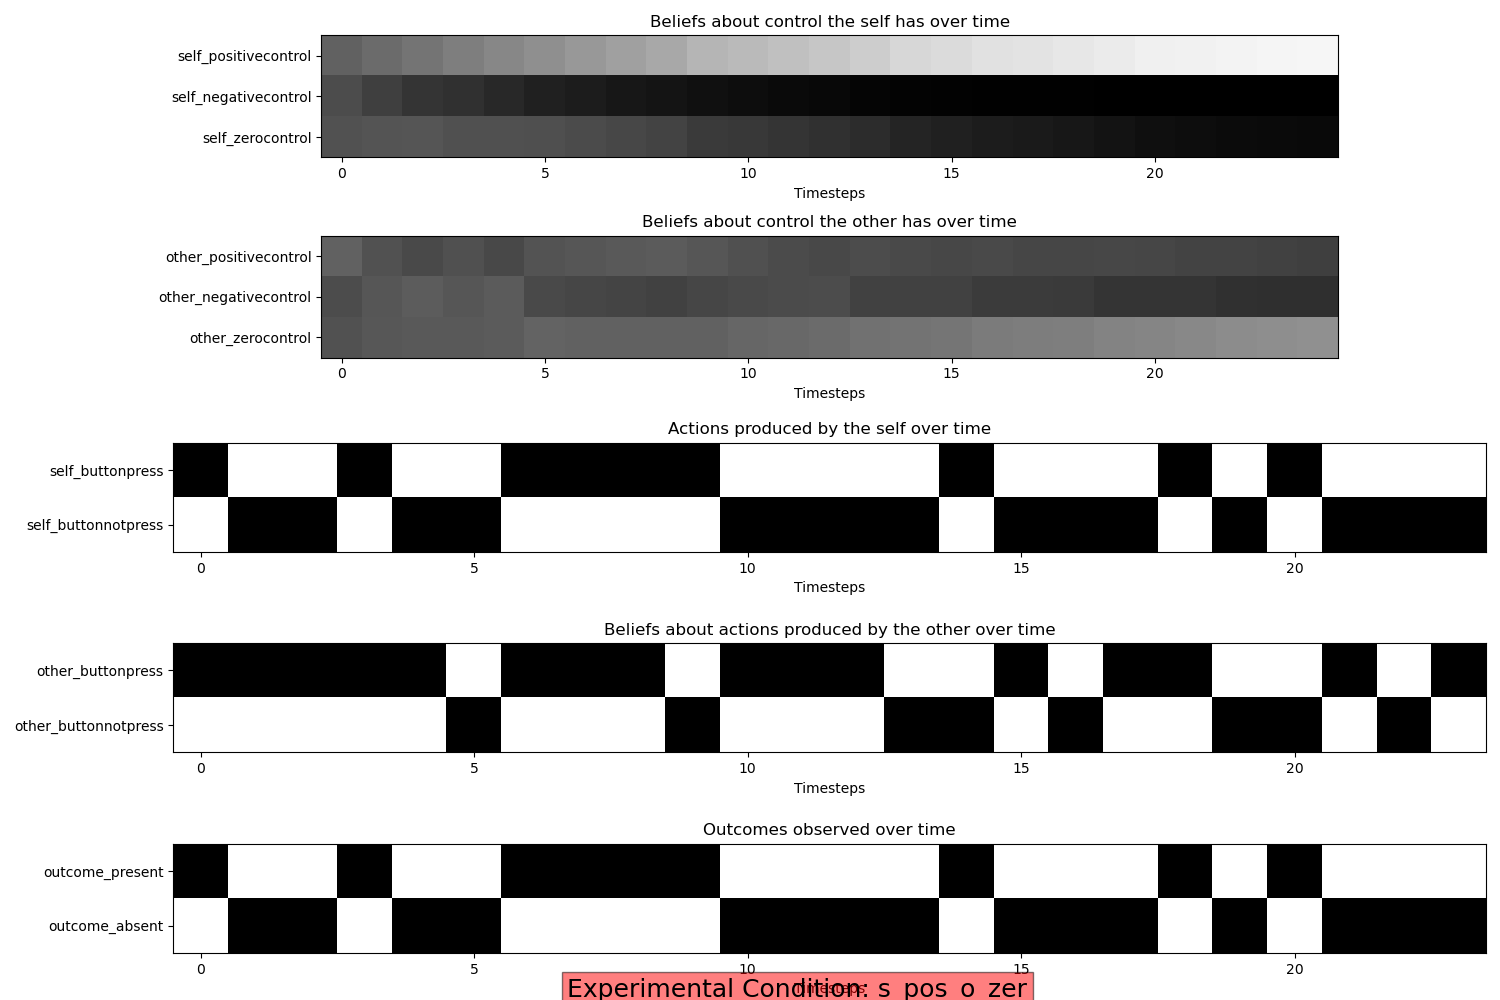 Beliefs about control the self has over time
self_positivecontrol
self_negativecontrol
self_zerocontrol
0 5 10 15 20
Timesteps
Beliefs about control the other has over time
other_positivecontrol
other_negativecontrol
other_zerocontrol
0 5 10 15 20
Timesteps
Actions produced by the self over time
self_buttonpress
self_buttonnotpress
0 5 10 15 20
Timesteps
Beliefs about actions produced by the other over time
other_buttonpress
other_buttonnotpress
0 5 10 15 20
Timesteps
Outcomes observed over time
outcome_present
outcome_absent
0 5 10 15 20
Timesteps
Experimental Condition: s_pos_o_zer